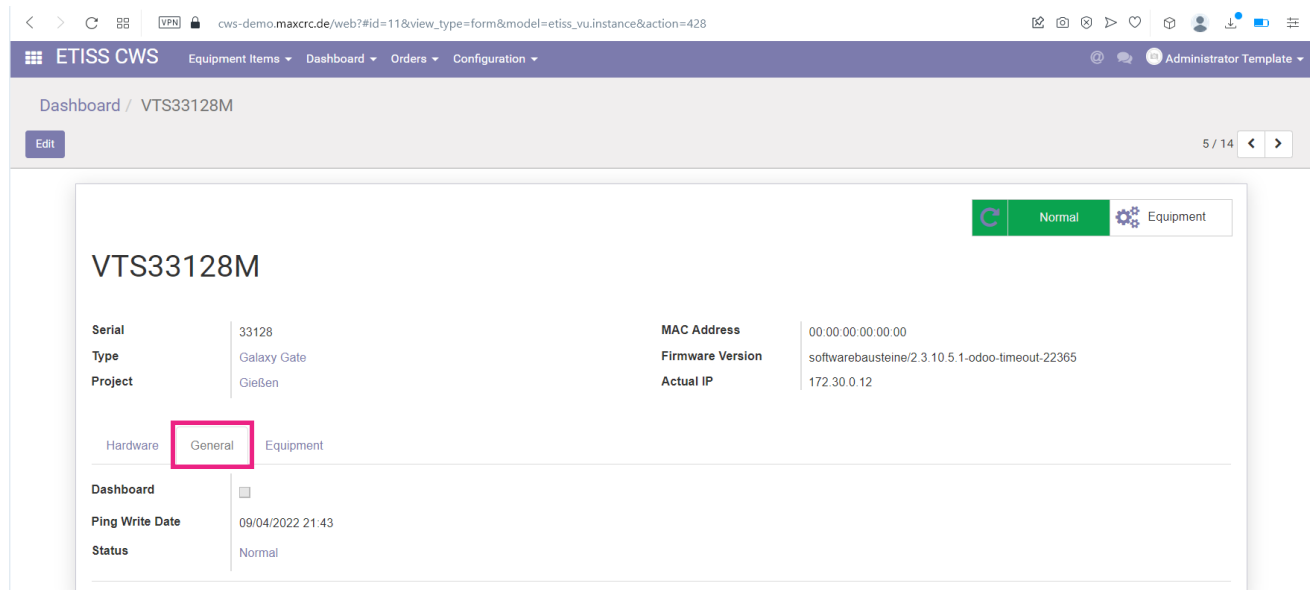 VPN cws-demo.maxcrc.de/web?#id=11&view_type=form&model=etiss_vu.instance&action=428
ETISS CWS Equipment Items Dashboard Orders Configuration @ Administrator Template
Dashboard / VTS33128M
Edit 5 / 14
Normal Equipment
VTS33128M
Serial 33128 MAC Address 00:00:00:00:00:00
Type Galaxy Gate Firmware Version softwarebausteine/2.3.10.5.1-odoo-timeout-22365
Project Gießen Actual IP 172.30.0.12
Hardware General Equipment
Dashboard
Ping Write Date 09/04/2022 21:43
Status Normal